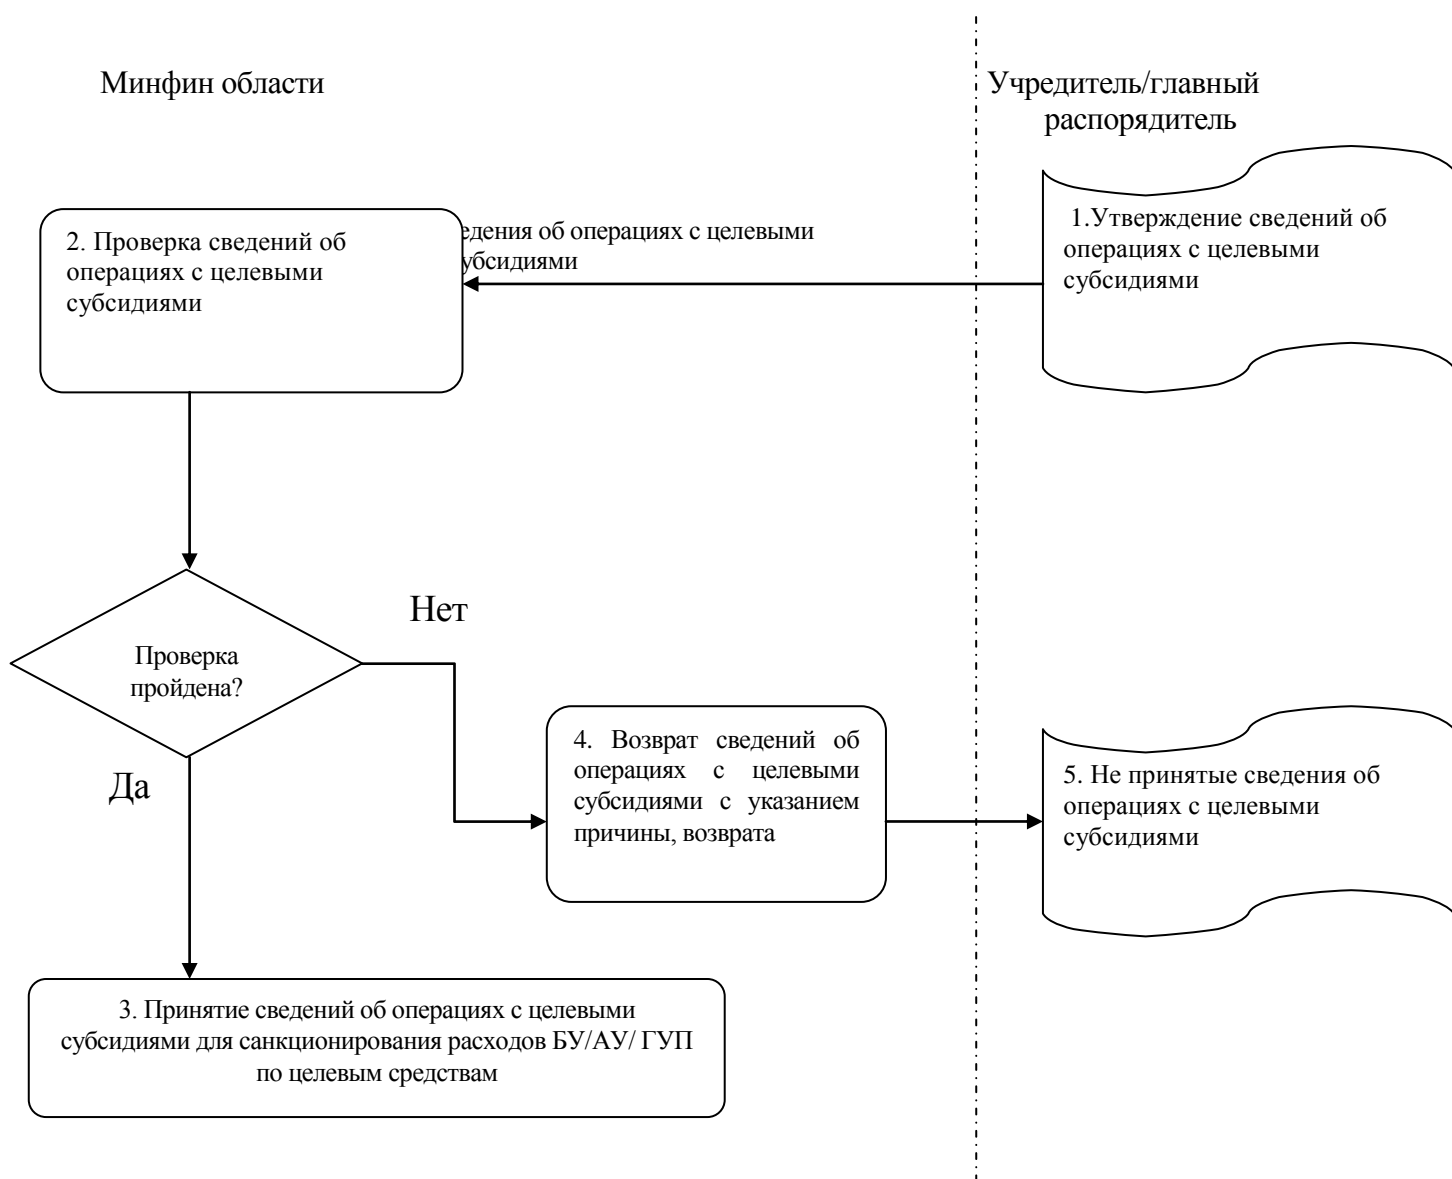 Минфин области
Учредитель/главный
распорядитель
1.Утверждение сведений об
операциях с целевыми
субсидиями
едения об операциях с целевыми
убсидиями
2. Проверка сведений об
операциях с целевыми
субсидиями
Нет
Проверка
пройдена?
Да
4. Возврат сведений об
операциях с целевыми
субсидиями с указанием
причины, возврата
5. Не принятые сведения об
операциях с целевыми
субсидиями
3. Принятие сведений об операциях с целевыми
субсидиями для санкционирования расходов БУ/АУ/ ГУП
по целевым средствам